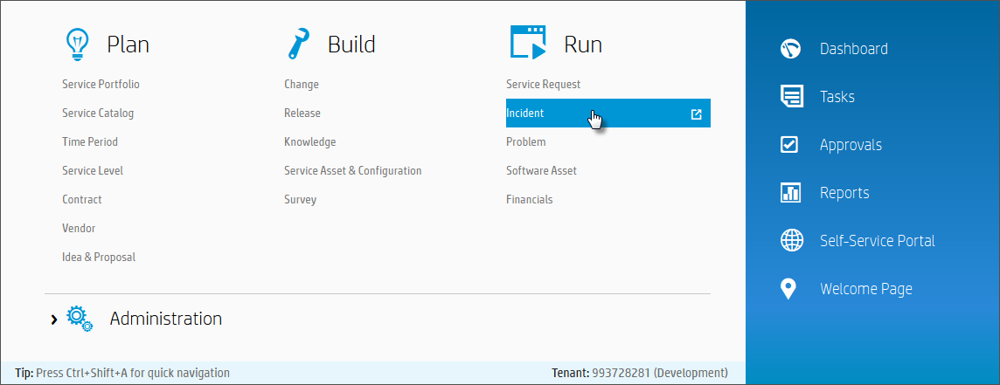 Plan
Service Portfolio
Service Catalog
Time Period
Service Level
Contract
Vendor
Idea & Proposal
Build
Change
Release
Knowledge
Service Asset & Configuration
Survey
Run
Service Request
Incident
Problem
Software Asset
Financials
Administration
Tip: Press Ctrl+Shift+A for quick navigation
Tenant: 993728281 (Development)
Dashboard
Tasks
Approvals
Reports
Self-Service Portal
Welcome Page